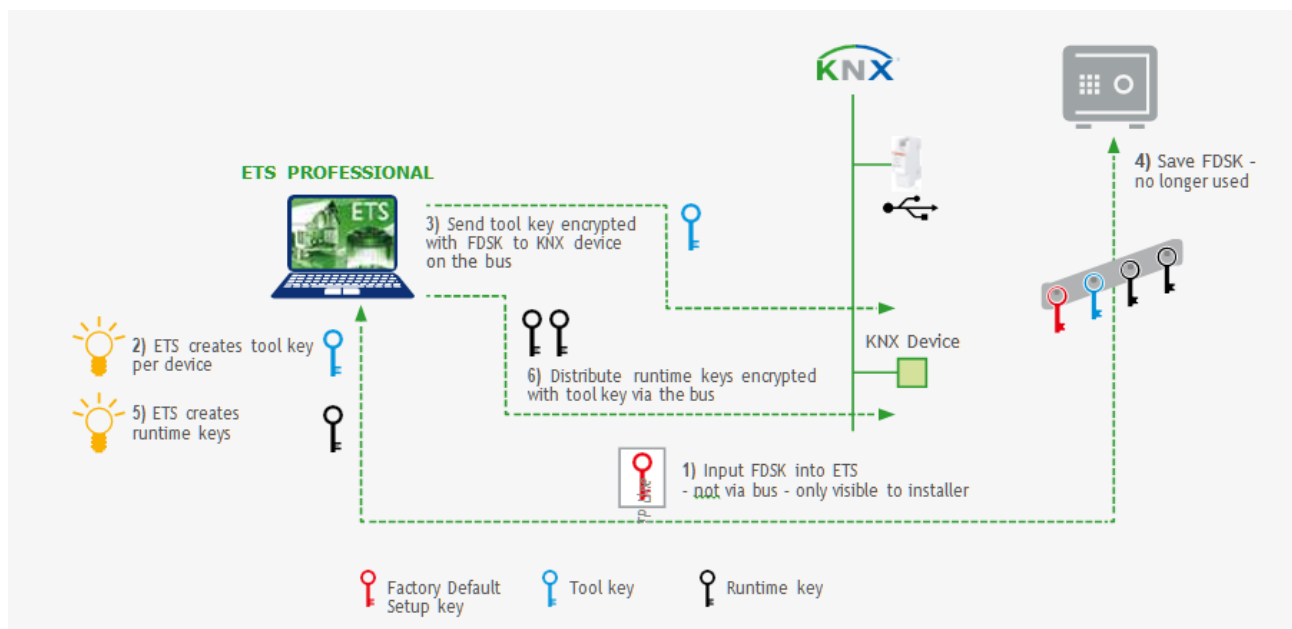 KNX
ETS PROFESSIONAL
ETS
3) Send tool key encrypted
with FDSK to KNX device
on the bus
4) Save FDSK -
no longer used
2) ETS creates tool key
per device
KNX Device
6) Distribute runtime keys encrypted
with tool key via the bus
5) ETS creates
runtime keys
1) Input FDSK into ETS
- not via bus - only visible to installer
TP Line
Factory Default
Setup key
Tool key
Runtime key